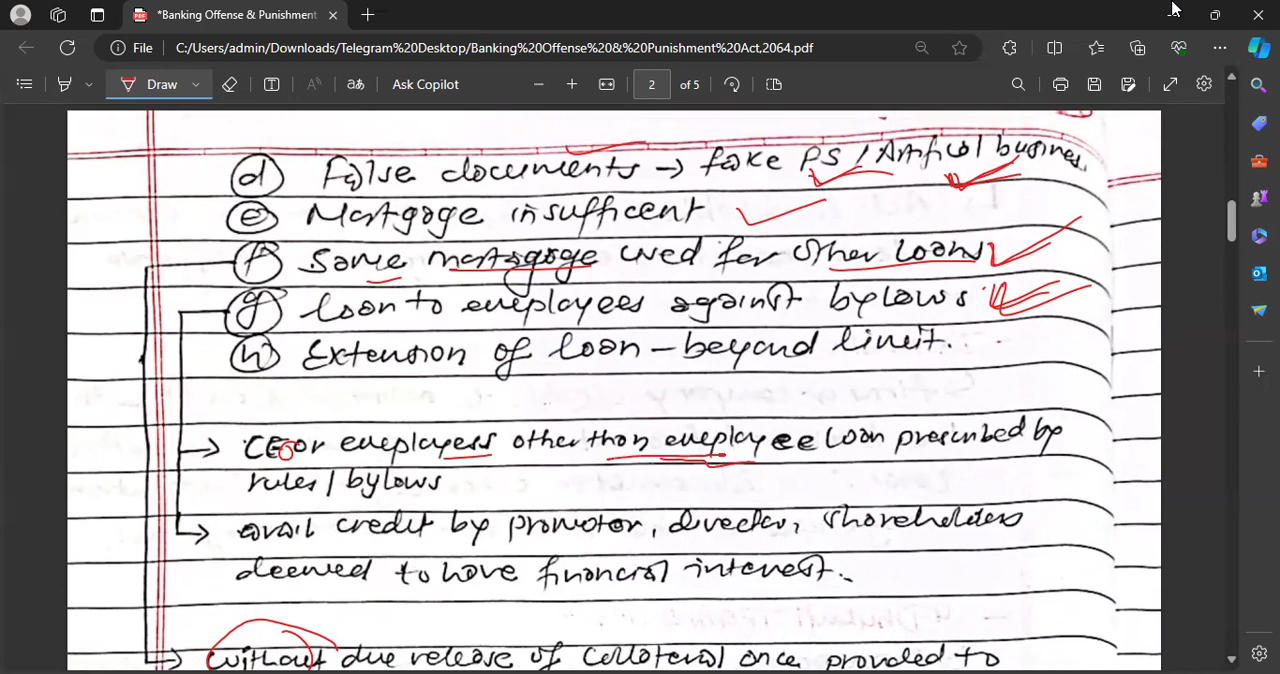 *Banking Offense & Punishment
File C:/Users/admin/Downloads/Telegram%20Desktop/Banking%20Offense%20&%20Punishment%20Act,2064.pdf
Draw Ask Copilot 2 of 5
(d) False documents → fake PS / Artificol business.
(e) Mortgage insufficent
(f) Same mortgage used for other loans
(g) loan to employees against bylaws
(h) Extension of loan - beyond limit.
→ CEO or employess other than employee loan prescribed by
rules / bylaws
→ avail credit by promotor, director, shareholders
deemed to have financial interest.
→ without due release of collateral once provided to